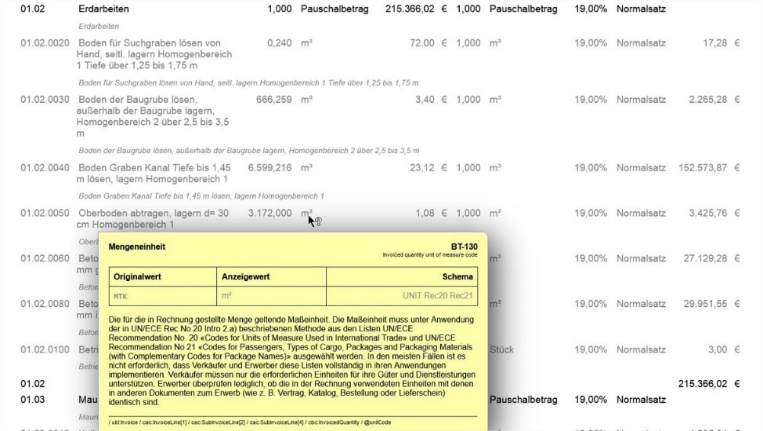 01.02 Erdarbeiten 1,000 Pauschalbetrag 215.366,02 € 1,000 Pauschalbetrag 19,00% Normalsatz
Erdarbeiten
01.02.0020 Boden für Suchgraben lösen von 0,240 m³ 72,00 € 1,000 m³ 19,00% Normalsatz 17,28 €
Hand, seitl. lagern Homogenbereich
1 Tiefe über 1,25 bis 1,75 m
Boden für Suchgraben lösen von Hand, seitl. lagern Homogenbereich 1 Tiefe über 1,25 bis 1,75 m
01.02.0030 Boden der Baugrube lösen, 666,259 m³ 3,40 € 1,000 m³ 19,00% Normalsatz 2.265,28 €
außerhalb der Baugrube lagern,
Homogenbereich 2 über 2,5 bis 3,5
m
Boden der Baugrube lösen, außerhalb der Baugrube lagern, Homogenbereich 2 über 2,5 bis 3,5 m
01.02.0040 Boden Graben Kanal Tiefe bis 1,45 6.599,216 m³ 23,12 € 1,000 m³ 19,00% Normalsatz 152.573,87 €
m lösen, lagern Homogenbereich 1
Boden Graben Kanal Tiefe bis 1,45 m lösen, lagern Homogenbereich 1
01.02.0050 Oberboden abtragen, lagern d= 30 3.172,000 m² 1,08 € 1,000 m² 19,00% Normalsatz 3.425,76 €
cm Homogenbereich 1
Mengeneinheit BT-130
Invoiced quantity unit of measure code
Originalwert Anzeigewert Schema
MTK m² UNIT Rec20 Rec21
Die für die in Rechnung gestellte Menge geltende Maßeinheit. Die Maßeinheit muss unter Anwendung
der in UN/ECE Rec No 20 Intro 2.a) beschriebenen Methode aus den Listen UN/ECE
Recommendation No. 20 «Codes for Units of Measure Used in International Trade» und UN/ECE
Recommendation No 21 «Codes for Passengers, Types of Cargo, Packages and Packaging Materials
(with Complementary Codes for Package Names)» ausgewählt werden. In den meisten Fällen ist es
nicht erforderlich, dass Verkäufer und Erwerber diese Listen vollständig in ihren Anwendungen
implementieren. Verkäufer müssen nur die erforderlichen Einheiten für ihre Güter und Dienstleistungen
unterstützen. Erwerber überprüfen lediglich, ob die in der Rechnung verwendeten Einheiten mit denen
in anderen Dokumenten zum Erwerb (wie z. B. Vertrag, Katalog, Bestellung oder Lieferschein)
identisch sind.
/ ubl:Invoice / cac:InvoiceLine[1] / cac:SubInvoiceLine[2] / cac:SubInvoiceLine[4] / cbc:InvoicedQuantity / @unitCode
01.02.0060 Beto m² 19,00% Normalsatz 27.129,28 €
mm g
Beton
01.02.0080 Beto m² 19,00% Normalsatz 29.951,55 €
mm i
Beton
01.02.0100 Betri Stück 19,00% Normalsatz 3,00 €
Betrie
01.02 215.366,02 €
01.03 Mau Pauschalbetrag 19,00% Normalsatz
Maure